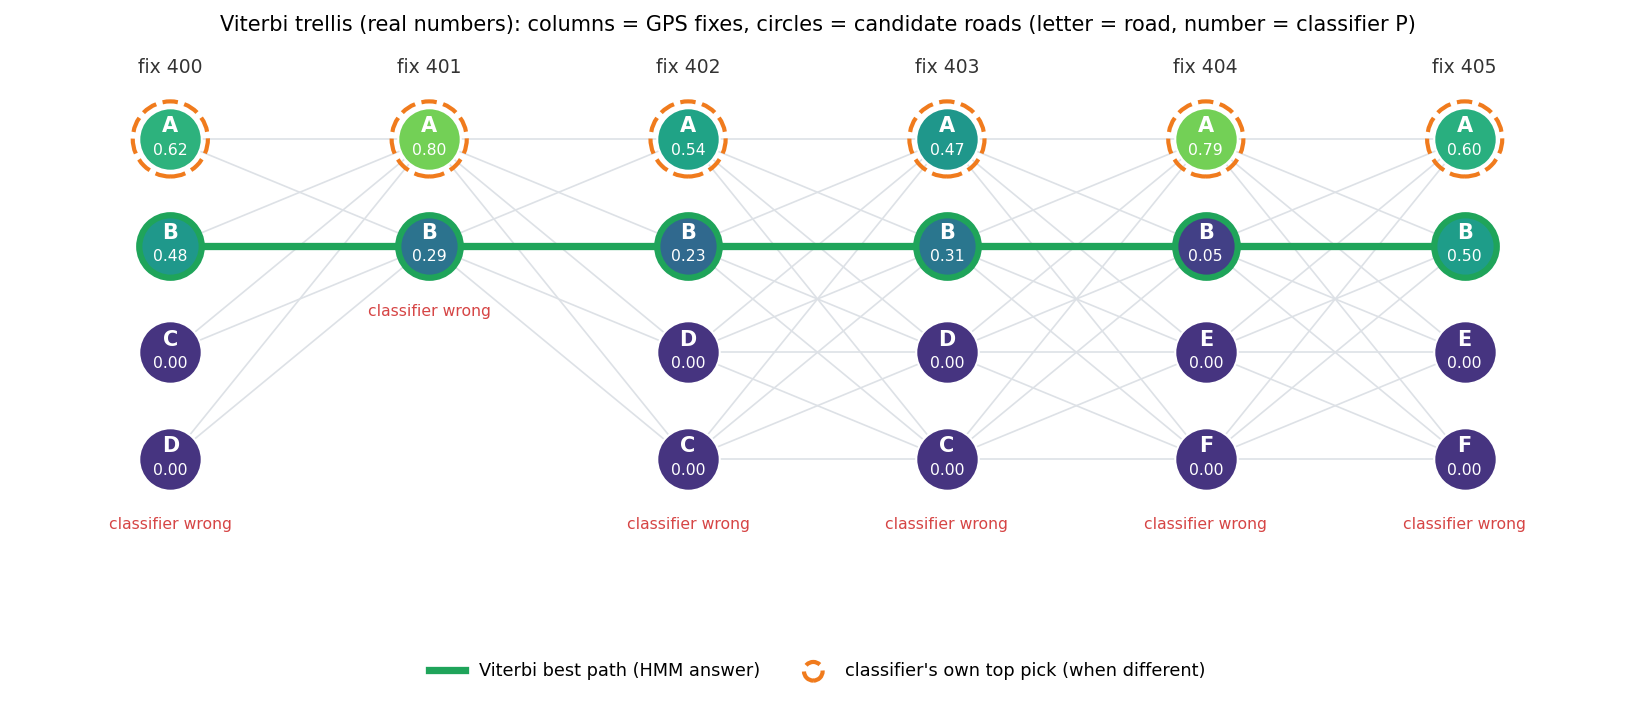 Viterbi trellis (real numbers): columns = GPS fixes, circles = candidate roads (letter = road, number = classifier P)
fix 400 fix 401 fix 402 fix 403 fix 404 fix 405
A A A A A A
0.62 0.80 0.54 0.47 0.79 0.60
B B B B B B
0.48 0.29 0.23 0.31 0.05 0.50
classifier wrong
C D D E E
0.00 0.00 0.00 0.00 0.00
D C C F F
0.00 0.00 0.00 0.00 0.00
classifier wrong classifier wrong classifier wrong classifier wrong classifier wrong
Viterbi best path (HMM answer) classifier's own top pick (when different)